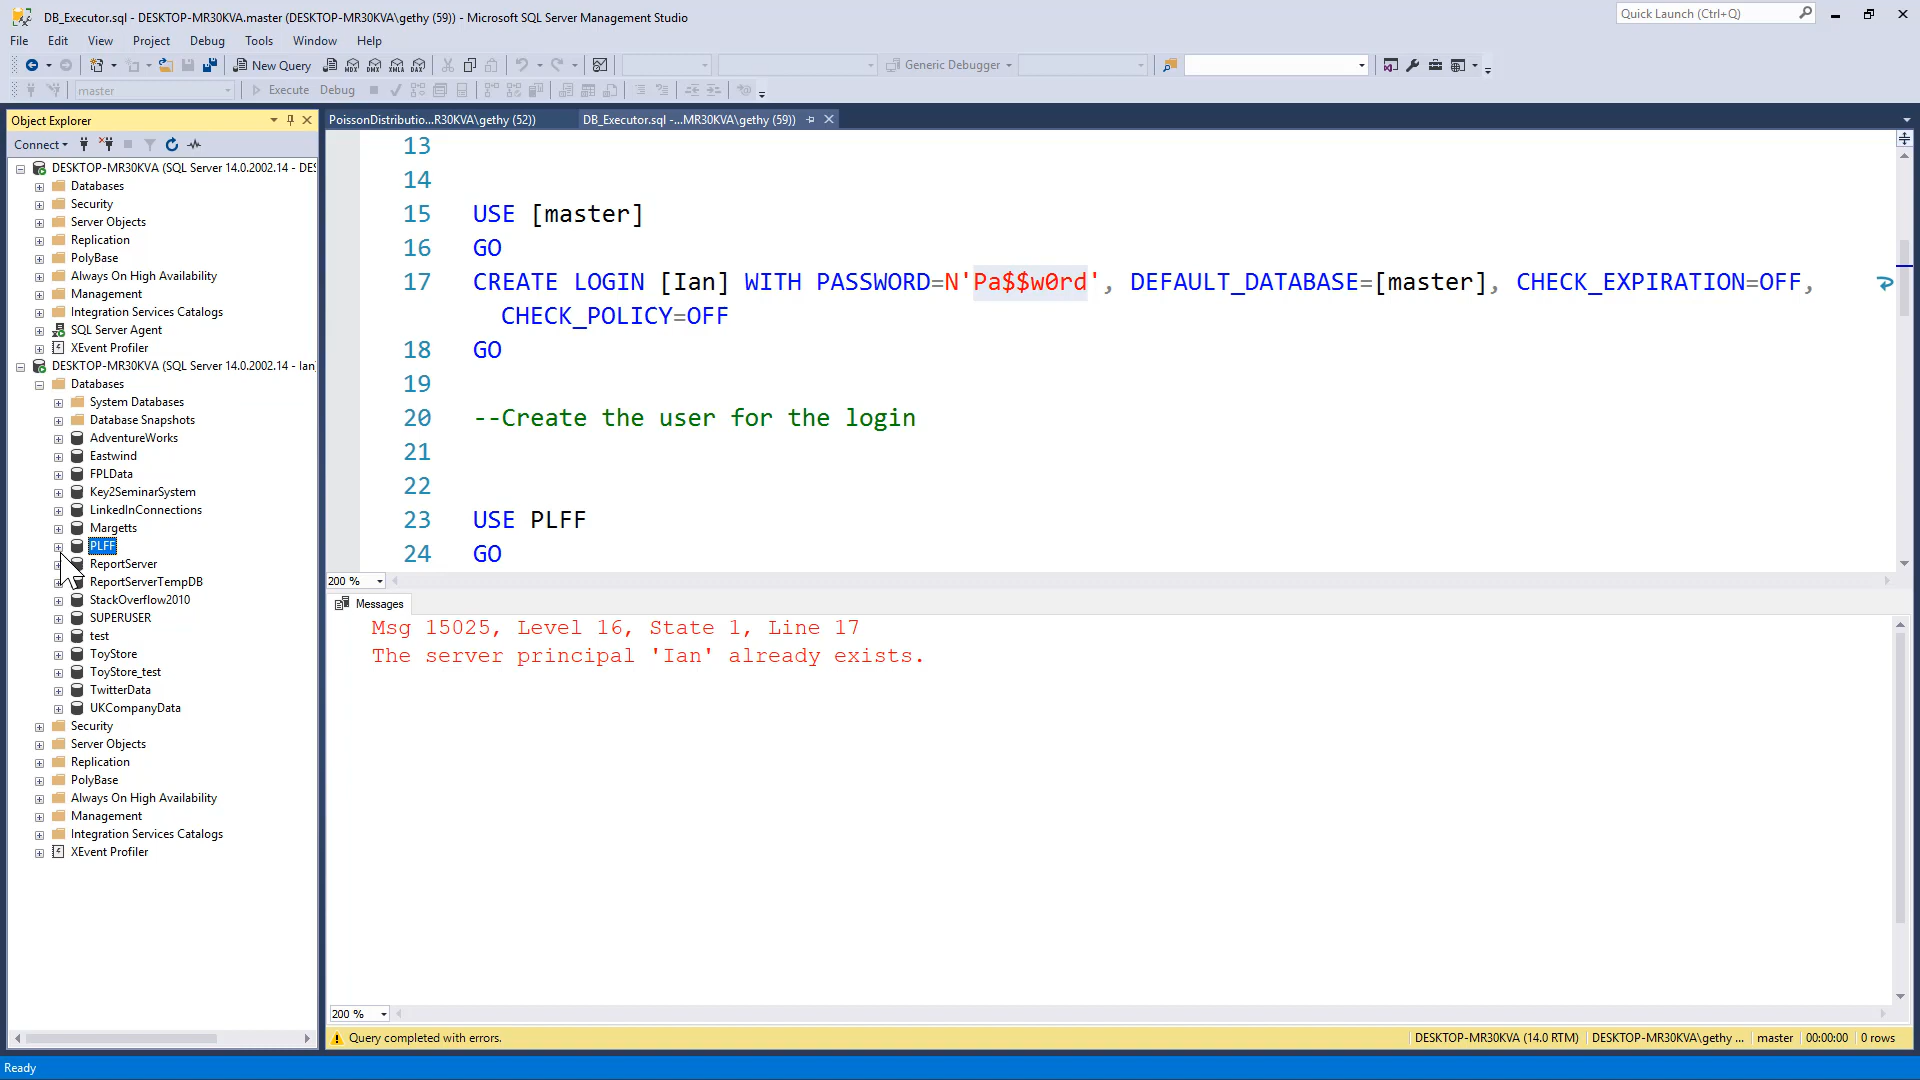 DB_Executor.sql - DESKTOP-MR30KVA.master (DESKTOP-MR30KVA\gethy (59)) - Microsoft SQL Server Management Studio
Quick Launch (Ctrl+Q)
File Edit View Project Debug Tools Window Help
New Query
MDX DMX XMLA DAX
Generic Debugger
master
Execute Debug
Object Explorer
PoissonDistributio...R30KVA\gethy (52))
DB_Executor.sql -...MR30KVA\gethy (59))
Connect
DESKTOP-MR30KVA (SQL Server 14.0.2002.14 - DES
Databases
Security
Server Objects
Replication
PolyBase
Always On High Availability
Management
Integration Services Catalogs
SQL Server Agent
XEvent Profiler
DESKTOP-MR30KVA (SQL Server 14.0.2002.14 - Ian)
Databases
System Databases
Database Snapshots
AdventureWorks
Eastwind
FPLData
Key2SeminarSystem
LinkedInConnections
Margetts
PLFF
ReportServer
ReportServerTempDB
StackOverflow2010
SUPERUSER
test
ToyStore
ToyStore_test
TwitterData
UKCompanyData
Security
Server Objects
Replication
PolyBase
Always On High Availability
Management
Integration Services Catalogs
XEvent Profiler
13
14
15 USE [master]
16 GO
17 CREATE LOGIN [Ian] WITH PASSWORD=N'Pa$$w0rd', DEFAULT_DATABASE=[master], CHECK_EXPIRATION=OFF,
CHECK_POLICY=OFF
18 GO
19
20 --Create the user for the login
21
22
23 USE PLFF
24 GO
200 %
Messages
Msg 15025, Level 16, State 1, Line 17
The server principal 'Ian' already exists.
200 %
Query completed with errors.
DESKTOP-MR30KVA (14.0 RTM) DESKTOP-MR30KVA\gethy ... master 00:00:00 0 rows
Ready